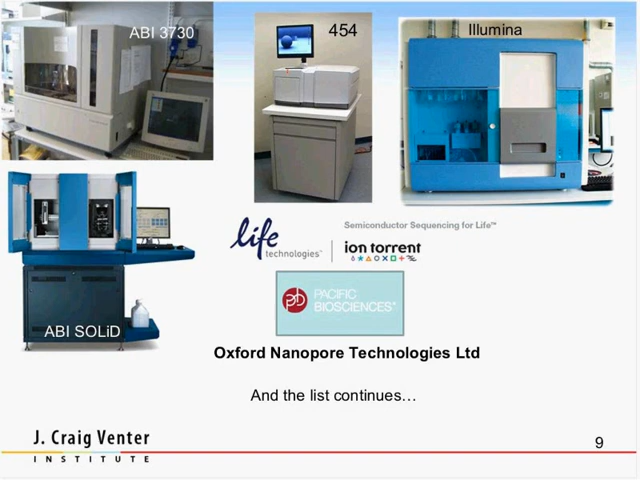 ABI 3730
454
Illumina
life
technologies™
Semiconductor Sequencing for Life™
ion torrent
PACIFIC
BIOSCIENCES®
ABI SOLiD
Oxford Nanopore Technologies Ltd
And the list continues…
J. Craig Venter
INSTITUTE
9